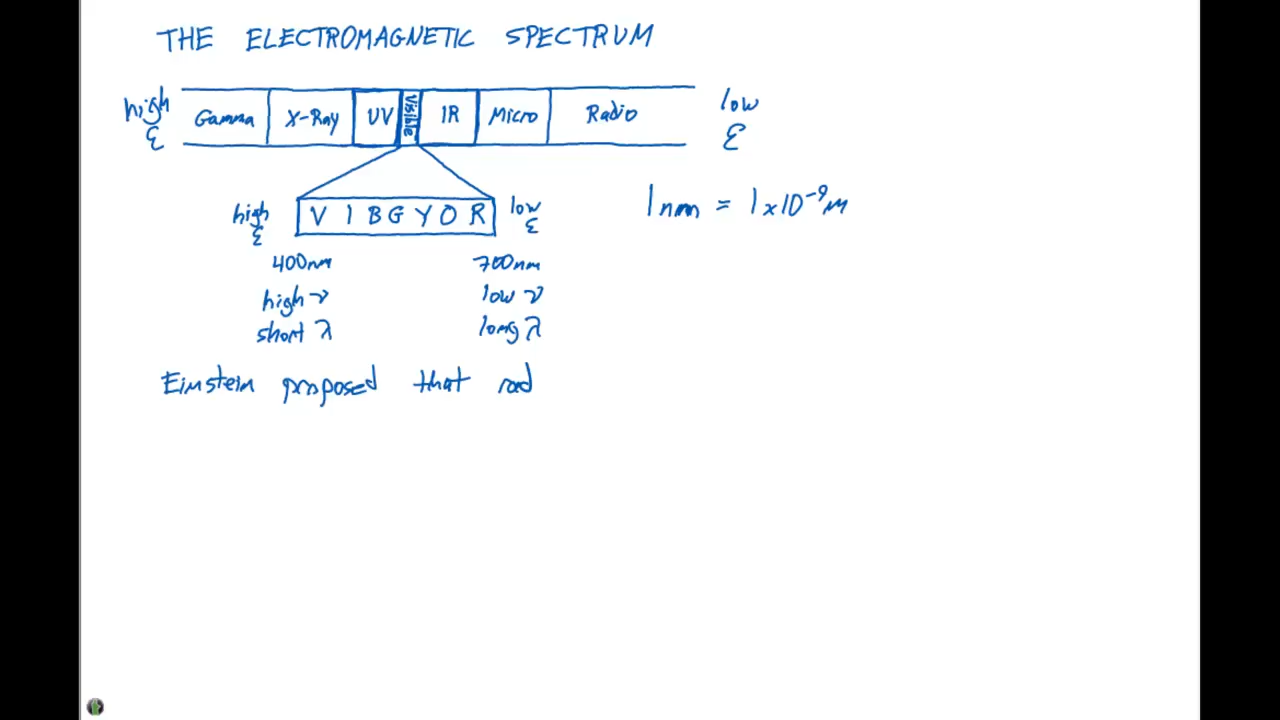 THE ELECTROMAGNETIC SPECTRUM
high Gamma X-Ray UV Visible IR Micro Radio low
ε ε
high V I B G Y O R low
ε ε
1nm = 1x10⁻⁹m
400nm 700nm
high ν low ν
short λ long λ
Einstein proposed that rad